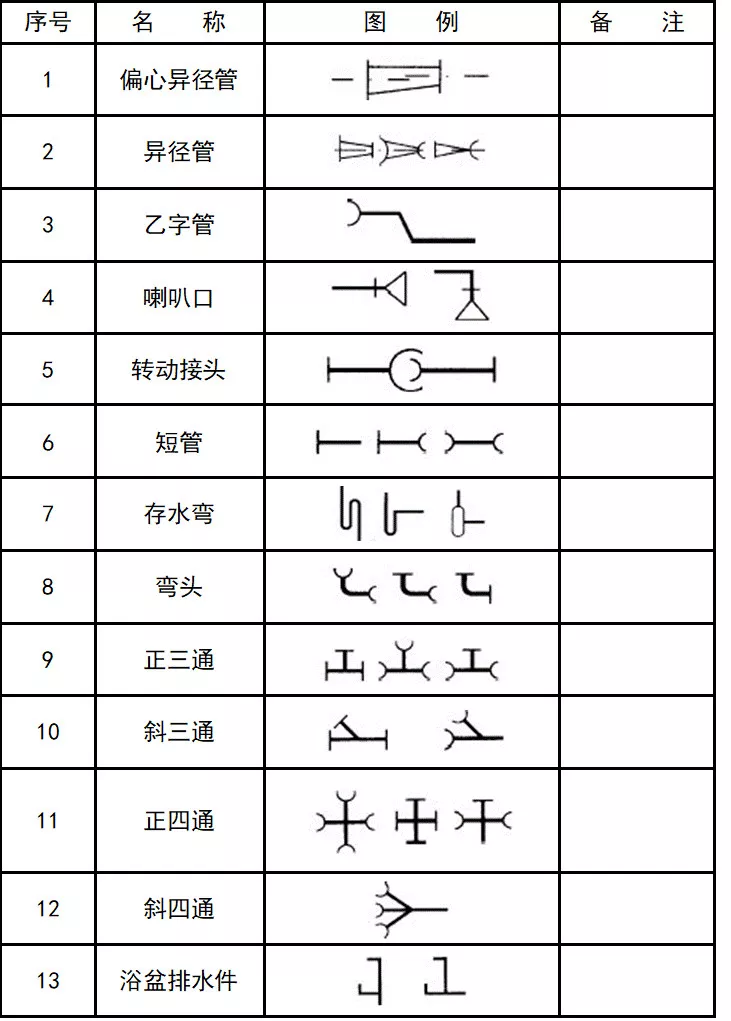 序号 名称 图例 备注
1 偏心异径管
2 异径管
3 乙字管
4 喇叭口
5 转动接头
6 短管
7 存水弯
8 弯头
9 正三通
10 斜三通
11 正四通
12 斜四通
13 浴盆排水件